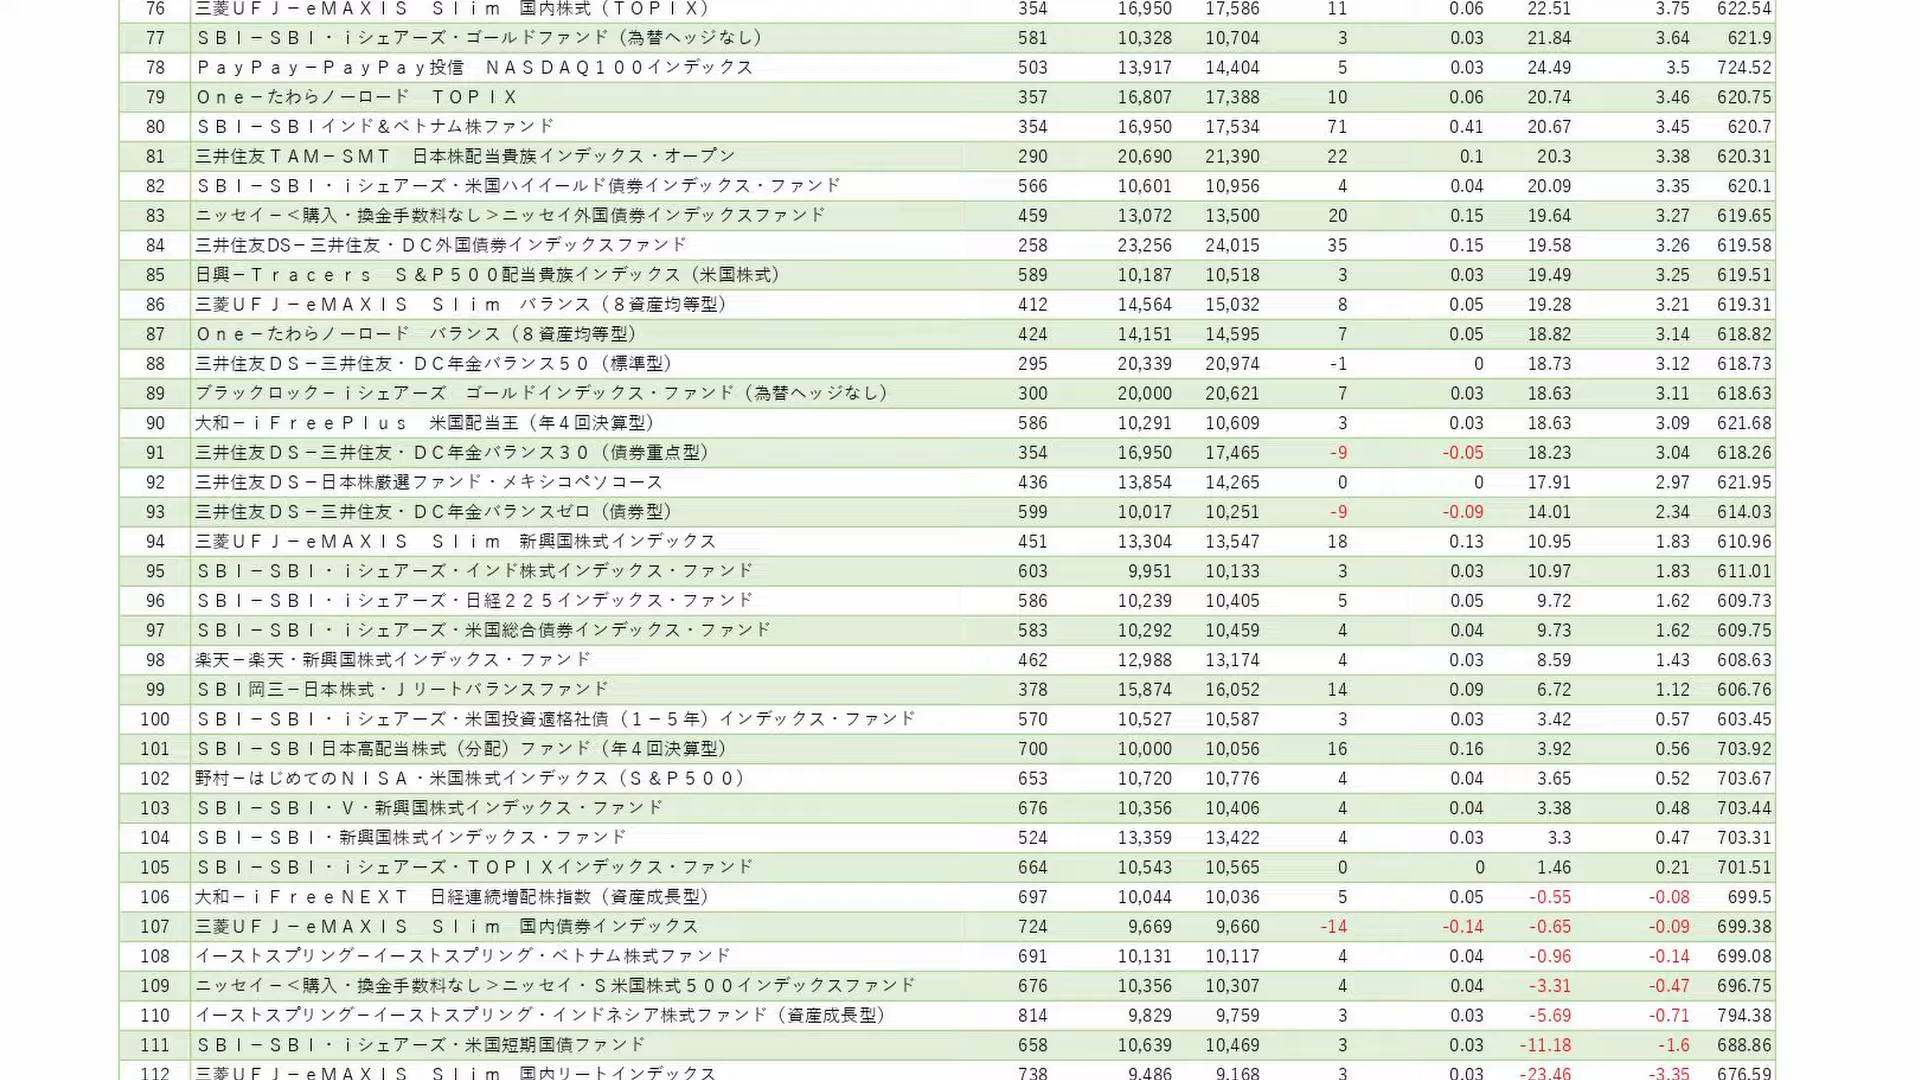 76 三菱ＵＦＪ－ｅＭＡＸＩＳ　Ｓｌｉｍ　国内株式（ＴＯＰＩＸ） 354 16,950 17,586 11 0.06 22.51 3.75 622.54
77 ＳＢＩ－ＳＢＩ・ｉシェアーズ・ゴールドファンド（為替ヘッジなし） 581 10,328 10,704 3 0.03 21.84 3.64 621.9
78 ＰａｙＰａｙ－ＰａｙＰａｙ投信　ＮＡＳＤＡＱ１００インデックス 503 13,917 14,404 5 0.03 24.49 3.5 724.52
79 Ｏｎｅ－たわらノーロード　ＴＯＰＩＸ 357 16,807 17,388 10 0.06 20.74 3.46 620.75
80 ＳＢＩ－ＳＢＩインド＆ベトナム株ファンド 354 16,950 17,534 71 0.41 20.67 3.45 620.7
81 三井住友ＴＡＭ－ＳＭＴ　日本株配当貴族インデックス・オープン 290 20,690 21,390 22 0.1 20.3 3.38 620.31
82 ＳＢＩ－ＳＢＩ・ｉシェアーズ・米国ハイイールド債券インデックス・ファンド 566 10,601 10,956 4 0.04 20.09 3.35 620.1
83 ニッセイ－＜購入・換金手数料なし＞ニッセイ外国債券インデックスファンド 459 13,072 13,500 20 0.15 19.64 3.27 619.65
84 三井住友DS－三井住友・ＤＣ外国債券インデックスファンド 258 23,256 24,015 35 0.15 19.58 3.26 619.58
85 日興－Ｔｒａｃｅｒｓ　Ｓ＆Ｐ５００配当貴族インデックス（米国株式） 589 10,187 10,518 3 0.03 19.49 3.25 619.51
86 三菱ＵＦＪ－ｅＭＡＸＩＳ　Ｓｌｉｍ　バランス（８資産均等型） 412 14,564 15,032 8 0.05 19.28 3.21 619.31
87 Ｏｎｅ－たわらノーロード　バランス（８資産均等型） 424 14,151 14,595 7 0.05 18.82 3.14 618.82
88 三井住友ＤＳ－三井住友・ＤＣ年金バランス５０（標準型） 295 20,339 20,974 -1 0 18.73 3.12 618.73
89 ブラックロック－ｉシェアーズ　ゴールドインデックス・ファンド（為替ヘッジなし） 300 20,000 20,621 7 0.03 18.63 3.11 618.63
90 大和－ｉＦｒｅｅＰｌｕｓ　米国配当王（年４回決算型） 586 10,291 10,609 3 0.03 18.63 3.09 621.68
91 三井住友ＤＳ－三井住友・ＤＣ年金バランス３０（債券重点型） 354 16,950 17,465 -9 -0.05 18.23 3.04 618.26
92 三井住友ＤＳ－日本株厳選ファンド・メキシコペソコース 436 13,854 14,265 0 0 17.91 2.97 621.95
93 三井住友ＤＳ－三井住友・ＤＣ年金バランスゼロ（債券型） 599 10,017 10,251 -9 -0.09 14.01 2.34 614.03
94 三菱ＵＦＪ－ｅＭＡＸＩＳ　Ｓｌｉｍ　新興国株式インデックス 451 13,304 13,547 18 0.13 10.95 1.83 610.96
95 ＳＢＩ－ＳＢＩ・ｉシェアーズ・インド株式インデックス・ファンド 603 9,951 10,133 3 0.03 10.97 1.83 611.01
96 ＳＢＩ－ＳＢＩ・ｉシェアーズ・日経２２５インデックス・ファンド 586 10,239 10,405 5 0.05 9.72 1.62 609.73
97 ＳＢＩ－ＳＢＩ・ｉシェアーズ・米国総合債券インデックス・ファンド 583 10,292 10,459 4 0.04 9.73 1.62 609.75
98 楽天－楽天・新興国株式インデックス・ファンド 462 12,988 13,174 4 0.03 8.59 1.43 608.63
99 ＳＢＩ岡三－日本株式・Ｊリートバランスファンド 378 15,874 16,052 14 0.09 6.72 1.12 606.76
100 ＳＢＩ－ＳＢＩ・ｉシェアーズ・米国投資適格社債（１－５年）インデックス・ファンド 570 10,527 10,587 3 0.03 3.42 0.57 603.45
101 ＳＢＩ－ＳＢＩ日本高配当株式（分配）ファンド（年４回決算型） 700 10,000 10,056 16 0.16 3.92 0.56 703.92
102 野村－はじめてのＮＩＳＡ・米国株式インデックス（Ｓ＆Ｐ５００） 653 10,720 10,776 4 0.04 3.65 0.52 703.67
103 ＳＢＩ－ＳＢＩ・Ｖ・新興国株式インデックス・ファンド 676 10,356 10,406 4 0.04 3.38 0.48 703.44
104 ＳＢＩ－ＳＢＩ・新興国株式インデックス・ファンド 524 13,359 13,422 4 0.03 3.3 0.47 703.31
105 ＳＢＩ－ＳＢＩ・ｉシェアーズ・ＴＯＰＩＸインデックス・ファンド 664 10,543 10,565 0 0 1.46 0.21 701.51
106 大和－ｉＦｒｅｅＮＥＸＴ　日経連続増配株指数（資産成長型） 697 10,044 10,036 5 0.05 -0.55 -0.08 699.5
107 三菱ＵＦＪ－ｅＭＡＸＩＳ　Ｓｌｉｍ　国内債券インデックス 724 9,669 9,660 -14 -0.14 -0.65 -0.09 699.38
108 イーストスプリング－イーストスプリング・ベトナム株式ファンド 691 10,131 10,117 4 0.04 -0.96 -0.14 699.08
109 ニッセイ－＜購入・換金手数料なし＞ニッセイ・Ｓ米国株式５００インデックスファンド 676 10,356 10,307 4 0.04 -3.31 -0.47 696.75
110 イーストスプリング－イーストスプリング・インドネシア株式ファンド（資産成長型） 814 9,829 9,759 3 0.03 -5.69 -0.71 794.38
111 ＳＢＩ－ＳＢＩ・ｉシェアーズ・米国短期国債ファンド 658 10,639 10,469 3 0.03 -11.18 -1.6 688.86
112 三菱ＵＦＪ－ｅＭＡＸＩＳ　Ｓｌｉｍ　国内リートインデックス 738 9,486 9,168 3 0.03 -23.46 -3.35 676.59